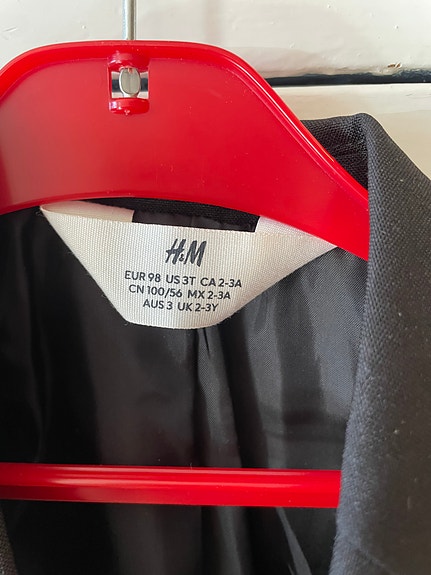 H&M
EUR 98 US 3T CA 2-3A
CN 100/56 MX 2-3A
AUS 3 UK 2-3Y